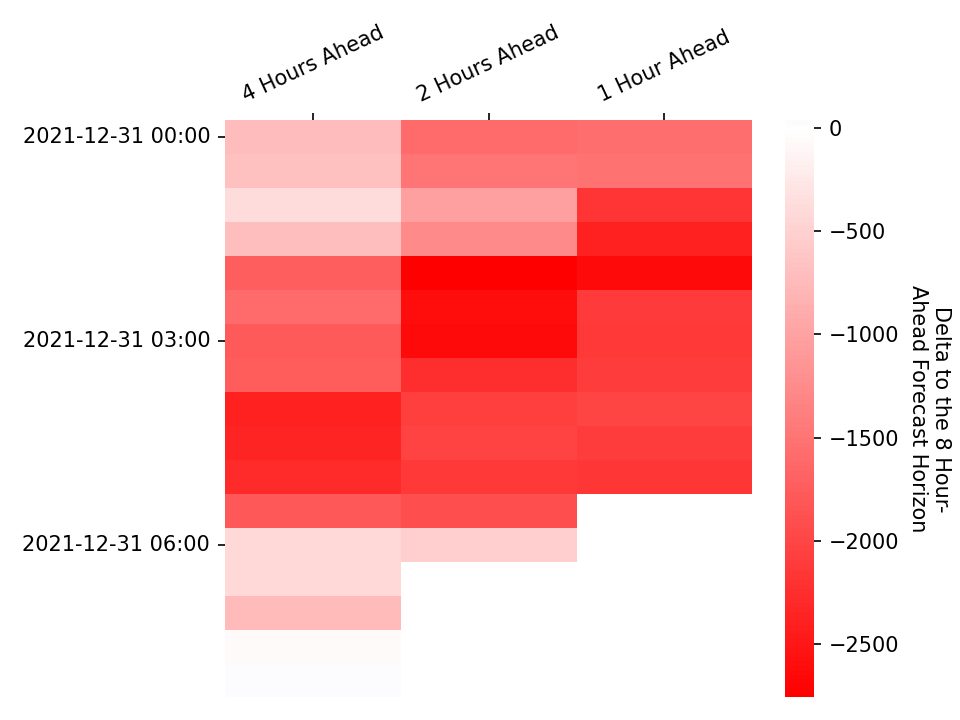 4 Hours Ahead
2 Hours Ahead
1 Hour Ahead
2021-12-31 00:00
2021-12-31 03:00
2021-12-31 06:00
0
−500
−1000
−1500
−2000
−2500
Delta to the 8 Hour-
Ahead Forecast Horizon